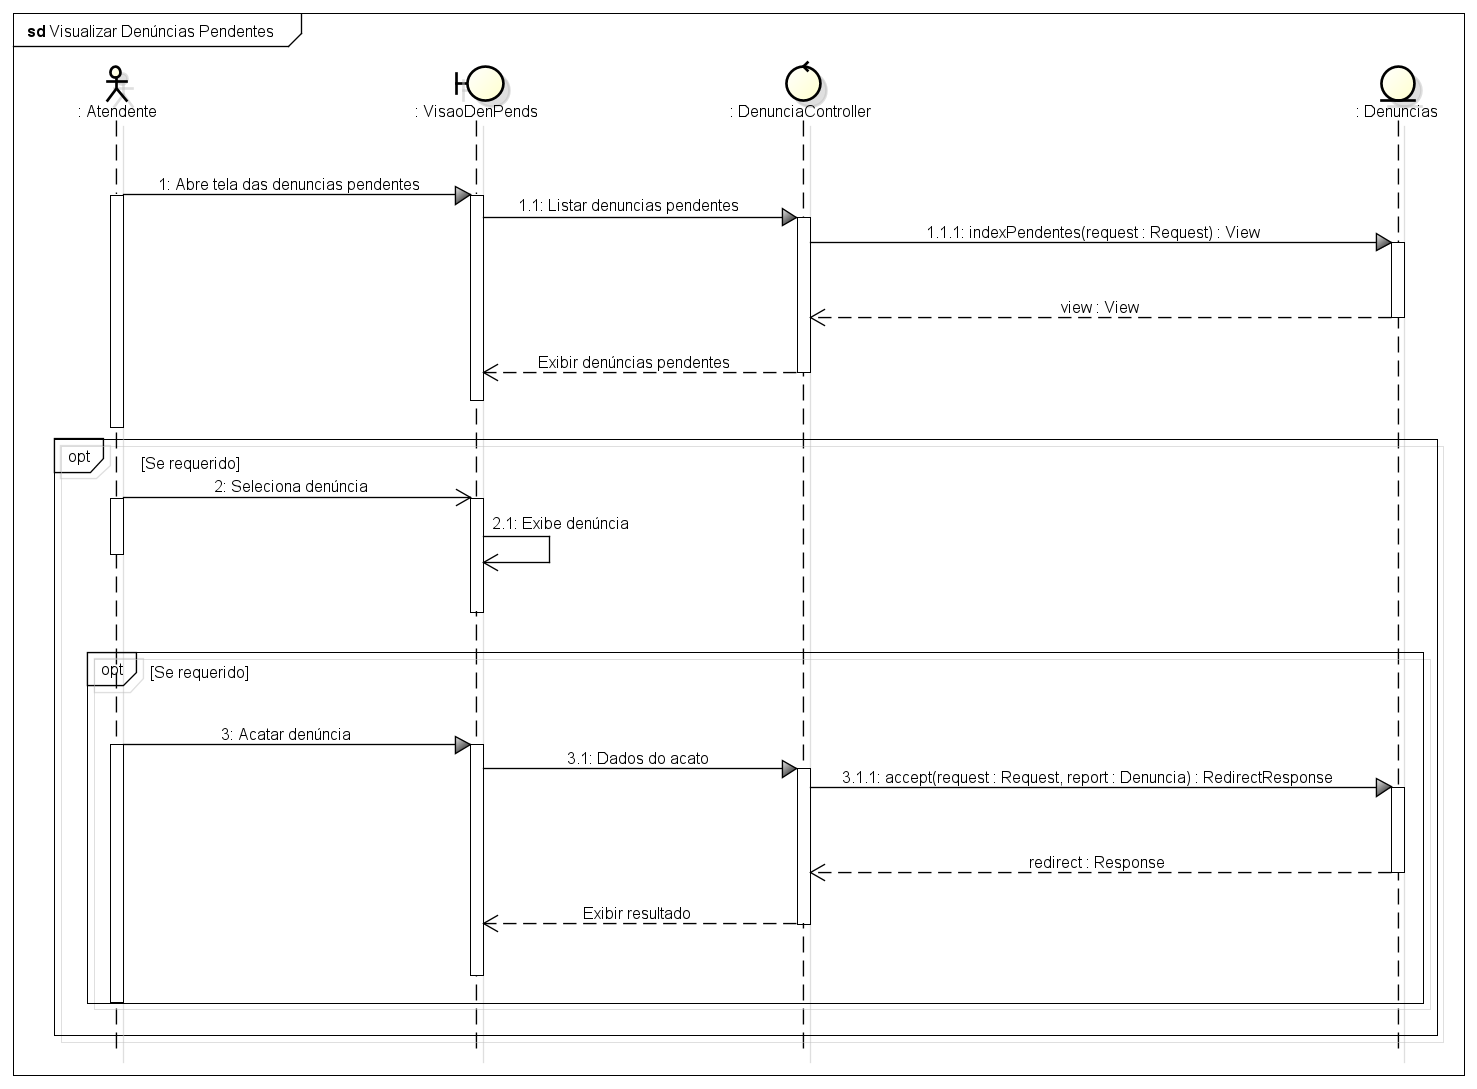 sd Visualizar Denúncias Pendentes
: Atendente
: VisaoDenPends
: DenunciaController
: Denuncias
1: Abre tela das denuncias pendentes
1.1: Listar denuncias pendentes
1.1.1: indexPendentes(request : Request) : View
view : View
Exibir denúncias pendentes
opt
[Se requerido]
2: Seleciona denúncia
2.1: Exibe denúncia
opt
[Se requerido]
3: Acatar denúncia
3.1: Dados do acato
3.1.1: accept(request : Request, report : Denuncia) : RedirectResponse
redirect : Response
Exibir resultado